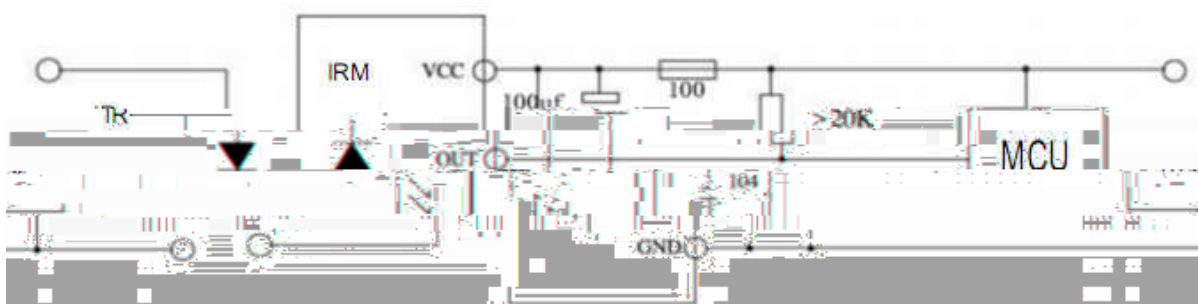 IRM
VCC
100uf
100
TR
>20K
OUT
MCU
104
GND